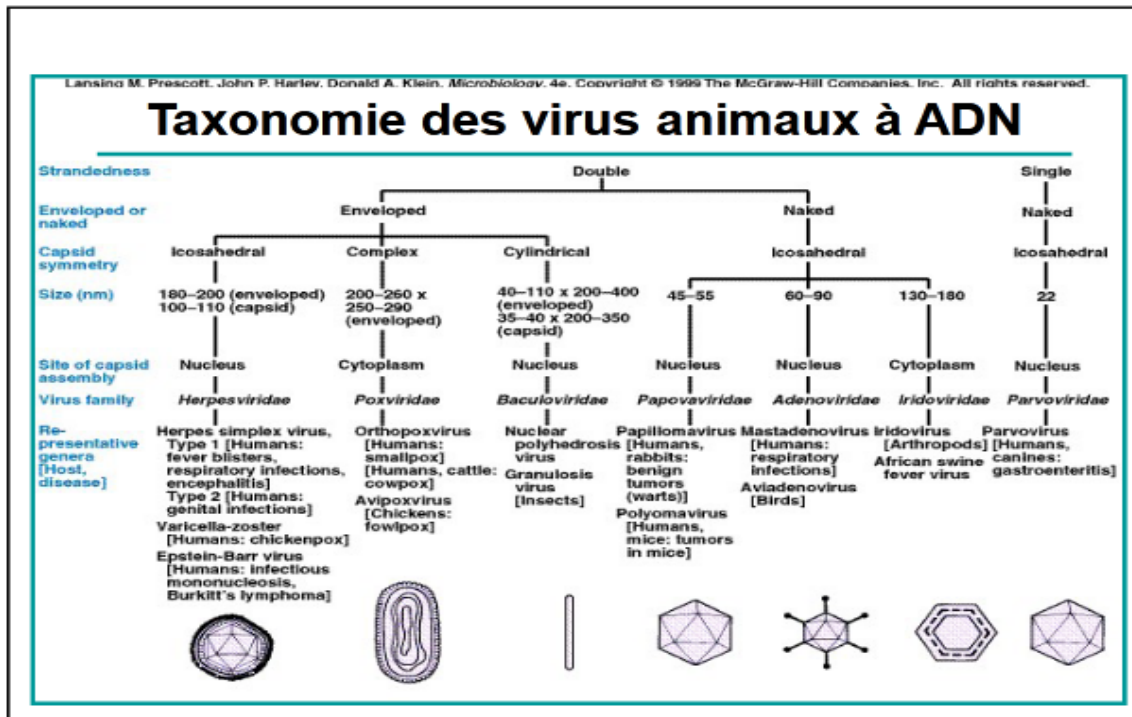 Lansing M. Prescott, John P. Harley, Donald A. Klein, Microbiology, 4e. Copyright © 1999 The McGraw-Hill Companies, Inc. All rights reserved.
Taxonomie des virus animaux à ADN
Strandedness Double Single
Enveloped or naked Enveloped Naked Naked
Capsid symmetry Icosahedral Complex Cylindrical Icosahedral Icosahedral
Size (nm)
180–200 (enveloped)
100–110 (capsid)
200–260 x
250–290
(enveloped)
40–110 x 200–400
(enveloped)
35–40 x 200–350
(capsid)
45–55 60–90 130–180 22
Site of capsid assembly Nucleus Cytoplasm Nucleus Nucleus Nucleus Cytoplasm Nucleus
Virus family Herpesviridae Poxviridae Baculoviridae Papovaviridae Adenoviridae Iridoviridae Parvoviridae
Re-
presentative
genera
[Host,
disease]
Herpes simplex virus,
Type 1 [Humans:
fever blisters,
respiratory infections,
encephalitis]
Type 2 [Humans:
genital infections]
Varicella-zoster
[Humans: chickenpox]
Epstein-Barr virus
[Humans: infectious
mononucleosis,
Burkitt's lymphoma]
Orthopoxvirus
[Humans:
smallpox]
[Humans, cattle:
cowpox]
Avipoxvirus
[Chickens:
fowlpox]
Nuclear
polyhedrosis
virus
Granulosis
virus
[Insects]
Papillomavirus
[Humans,
rabbits:
benign
tumors
(warts)]
Polyomavirus
[Humans,
mice: tumors
in mice]
Mastadenovirus
[Humans:
respiratory
infections]
Aviadenovirus
[Birds]
Iridovirus
[Arthropods]
African swine
fever virus
Parvovirus
[Humans,
canines:
gastroenteritis]